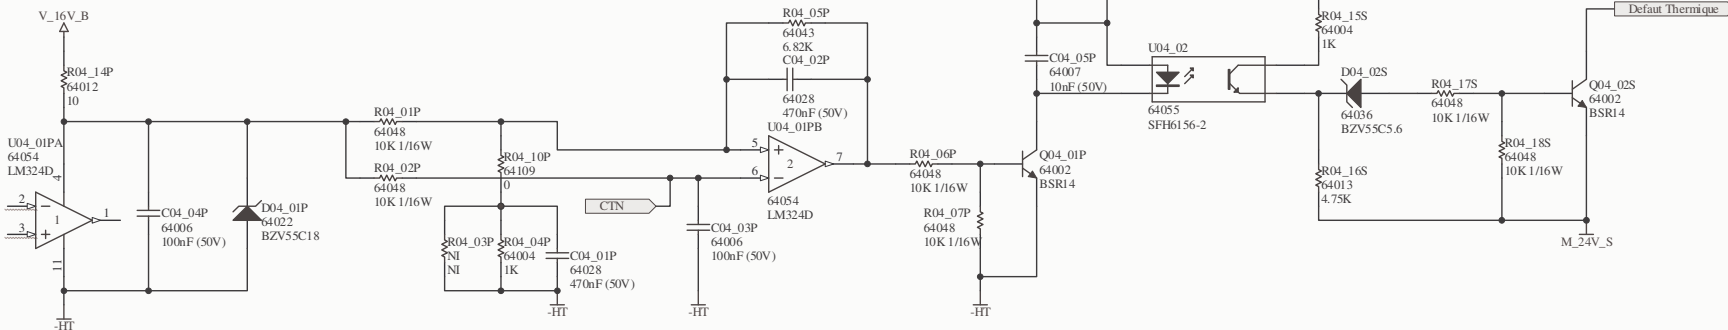 V_16V_B
R04_14P
64012
10
U04_01PA
64054
LM324D
4
2
3
1
1
11
-HT
C04_04P
64006
100nF (50V)
D04_01P
64022
BZV55C18
R04_01P
64048
10K 1/16W
R04_02P
64048
10K 1/16W
R04_10P
64109
0
R04_03P
NI
NI
R04_04P
64004
1K
C04_01P
64028
470nF (50V)
-HT
CTN
C04_03P
64006
100nF (50V)
-HT
R04_05P
64043
6.82K
C04_02P
64028
470nF (50V)
U04_01PB
5
6
2
7
64054
LM324D
R04_06P
64048
10K 1/16W
R04_07P
64048
10K 1/16W
-HT
Q04_01P
64002
BSR14
C04_05P
64007
10nF (50V)
U04_02
64055
SFH6156-2
R04_15S
64004
1K
D04_02S
64036
BZV55C5.6
R04_16S
64013
4.75K
R04_17S
64048
10K 1/16W
R04_18S
64048
10K 1/16W
Q04_02S
64002
BSR14
M_24V_S
Defaut Thermique